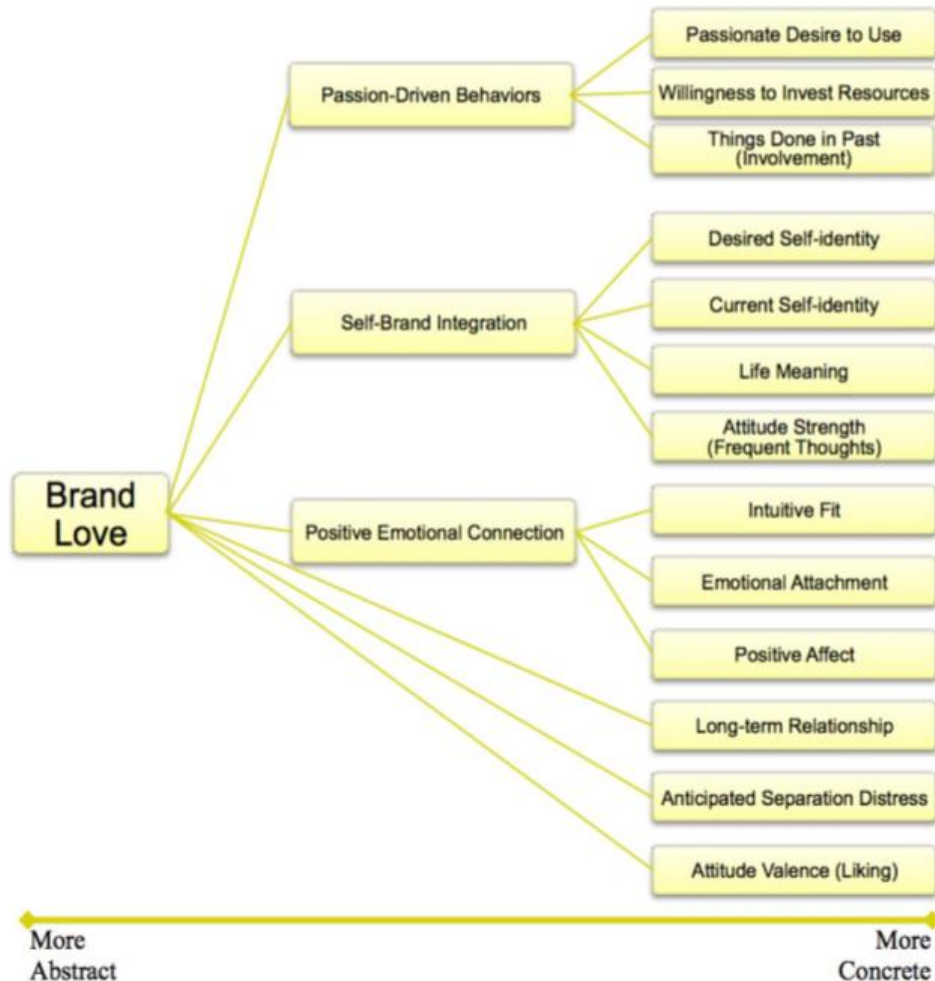 Passionate Desire to Use
Passion-Driven Behaviors
Willingness to Invest Resources
Things Done in Past
(Involvement)
Desired Self-identity
Self-Brand Integration
Current Self-identity
Life Meaning
Attitude Strength
(Frequent Thoughts)
Brand
Love
Positive Emotional Connection
Intuitive Fit
Emotional Attachment
Positive Affect
Long-term Relationship
Anticipated Separation Distress
Attitude Valence (Liking)
More
Abstract
More
Concrete